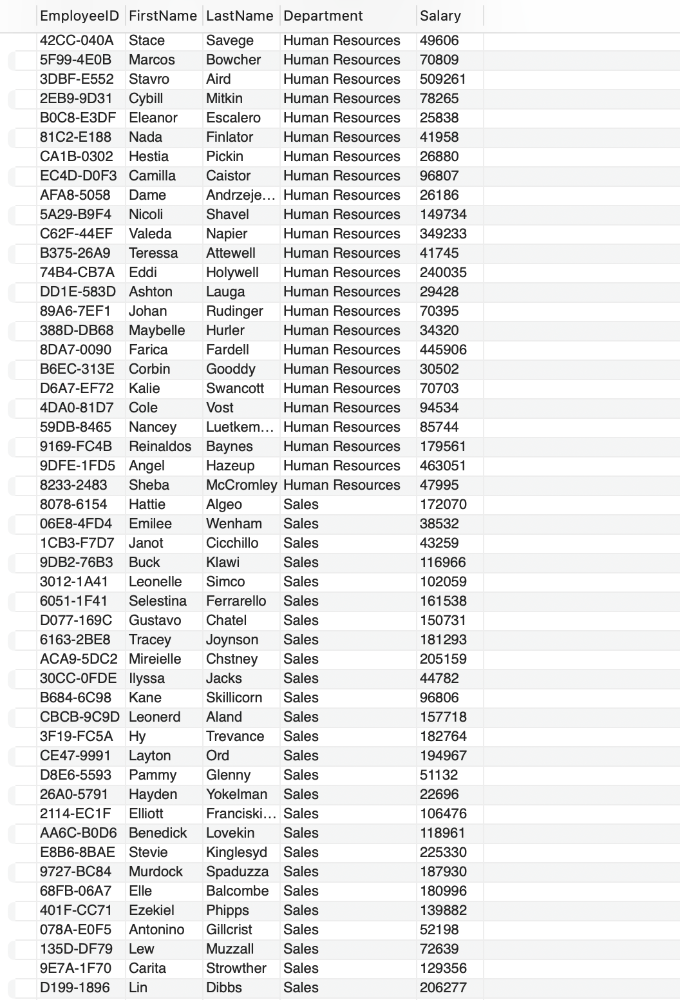 EmployeeID FirstName LastName Department Salary
42CC-040A Stace Savege Human Resources 49606
5F99-4E0B Marcos Bowcher Human Resources 70809
3DBF-E552 Stavro Aird Human Resources 509261
2EB9-9D31 Cybill Mitkin Human Resources 78265
B0C8-E3DF Eleanor Escalero Human Resources 25838
81C2-E188 Nada Finlator Human Resources 41958
CA1B-0302 Hestia Pickin Human Resources 26880
EC4D-D0F3 Camilla Caistor Human Resources 96807
AFA8-5058 Dame Andrzeje... Human Resources 26186
5A29-B9F4 Nicoli Shavel Human Resources 149734
C62F-44EF Valeda Napier Human Resources 349233
B375-26A9 Teressa Attewell Human Resources 41745
74B4-CB7A Eddi Holywell Human Resources 240035
DD1E-583D Ashton Lauga Human Resources 29428
89A6-7EF1 Johan Rudinger Human Resources 70395
388D-DB68 Maybelle Hurler Human Resources 34320
8DA7-0090 Farica Fardell Human Resources 445906
B6EC-313E Corbin Gooddy Human Resources 30502
D6A7-EF72 Kalie Swancott Human Resources 70703
4DA0-81D7 Cole Vost Human Resources 94534
59DB-8465 Nancey Luetkem... Human Resources 85744
9169-FC4B Reinaldos Baynes Human Resources 179561
9DFE-1FD5 Angel Hazeup Human Resources 463051
8233-2483 Sheba McCromley Human Resources 47995
8078-6154 Hattie Algeo Sales 172070
06E8-4FD4 Emilee Wenham Sales 38532
1CB3-F7D7 Janot Cicchillo Sales 43259
9DB2-76B3 Buck Klawi Sales 116966
3012-1A41 Leonelle Simco Sales 102059
6051-1F41 Selestina Ferrarello Sales 161538
D077-169C Gustavo Chatel Sales 150731
6163-2BE8 Tracey Joynson Sales 181293
ACA9-5DC2 Mireielle Chstney Sales 205159
30CC-0FDE Ilyssa Jacks Sales 44782
B684-6C98 Kane Skillicorn Sales 96806
CBCB-9C9D Leonerd Aland Sales 157718
3F19-FC5A Hy Trevance Sales 182764
CE47-9991 Layton Ord Sales 194967
D8E6-5593 Pammy Glenny Sales 51132
26A0-5791 Hayden Yokelman Sales 22696
2114-EC1F Elliott Franciski... Sales 106476
AA6C-B0D6 Benedick Lovekin Sales 118961
E8B6-8BAE Stevie Kinglesyd Sales 225330
9727-BC84 Murdock Spaduzza Sales 187930
68FB-06A7 Elle Balcombe Sales 180996
401F-CC71 Ezekiel Phipps Sales 139882
078A-E0F5 Antonino Gillcrist Sales 52198
135D-DF79 Lew Muzzall Sales 72639
9E7A-1F70 Carita Strowther Sales 129356
D199-1896 Lin Dibbs Sales 206277